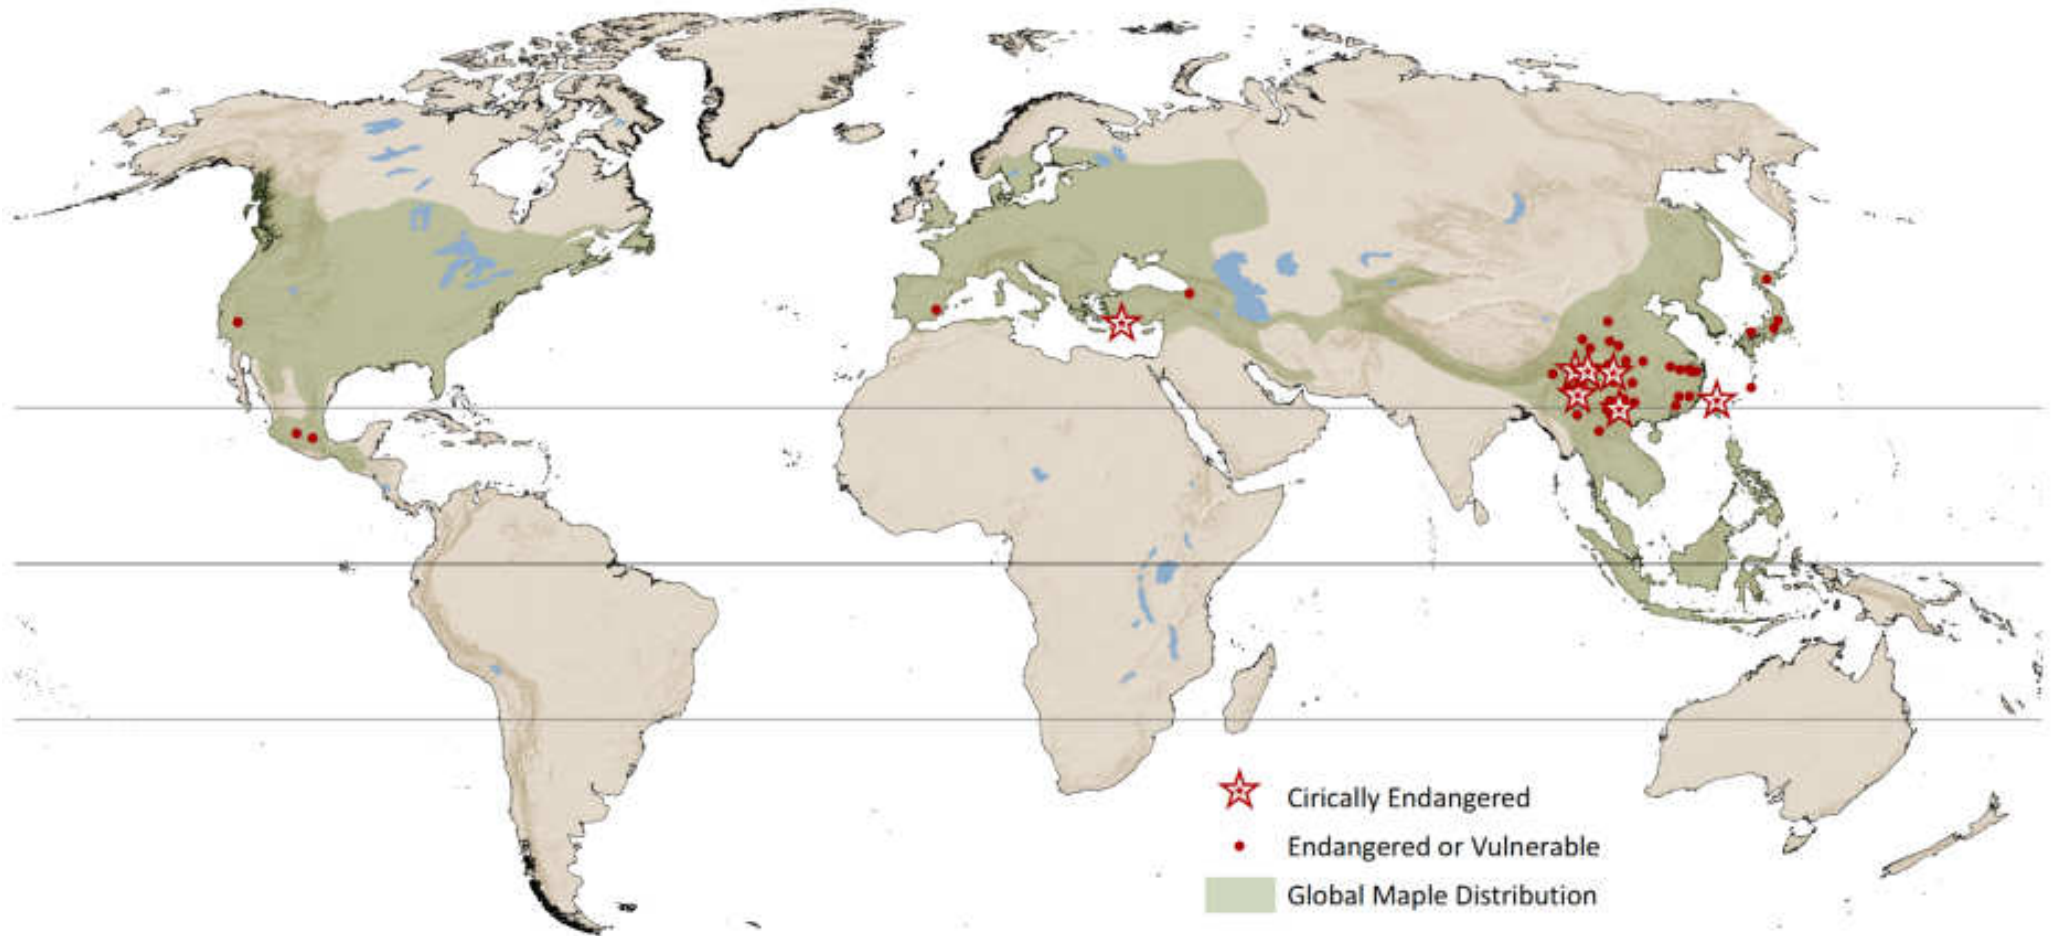 Cirically Endangered
Endangered or Vulnerable
Global Maple Distribution